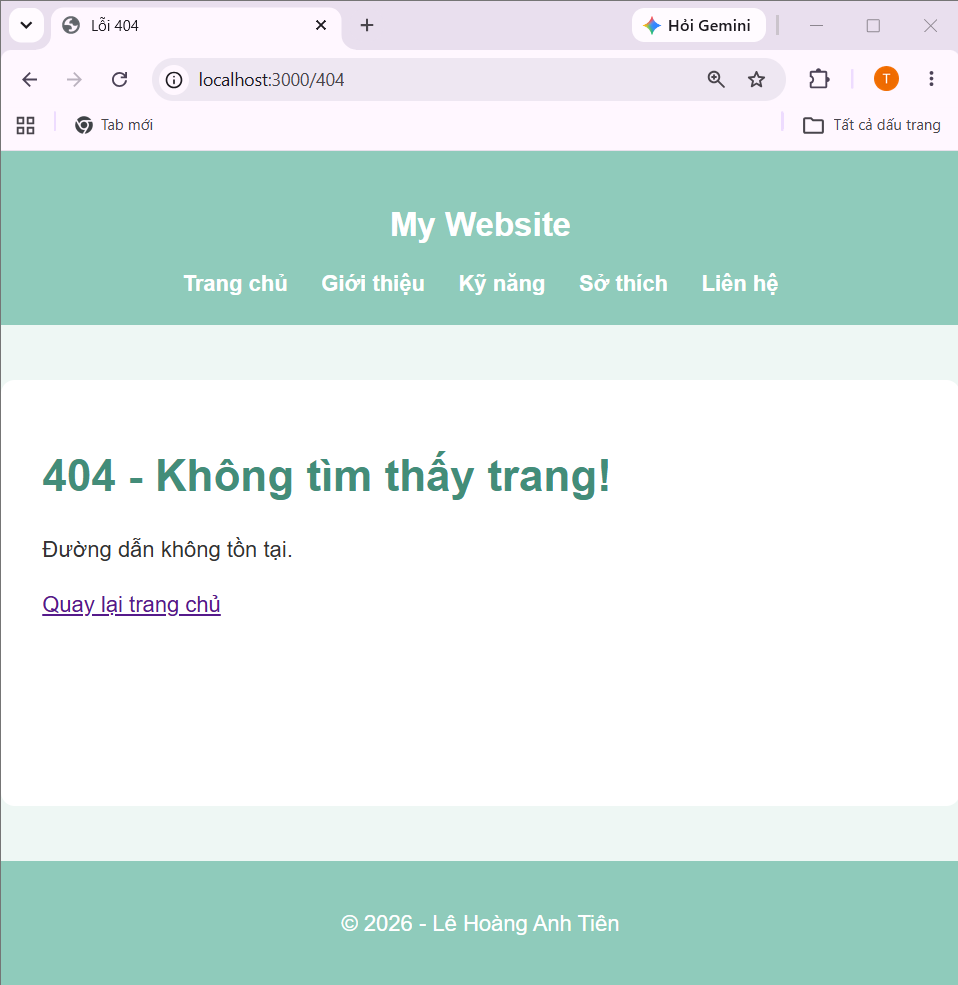 Lỗi 404
Hỏi Gemini
localhost:3000/404
T
Tab mới
Tất cả dấu trang
My Website
Trang chủ Giới thiệu Kỹ năng Sở thích Liên hệ
404 - Không tìm thấy trang!
Đường dẫn không tồn tại.
Quay lại trang chủ
© 2026 - Lê Hoàng Anh Tiên